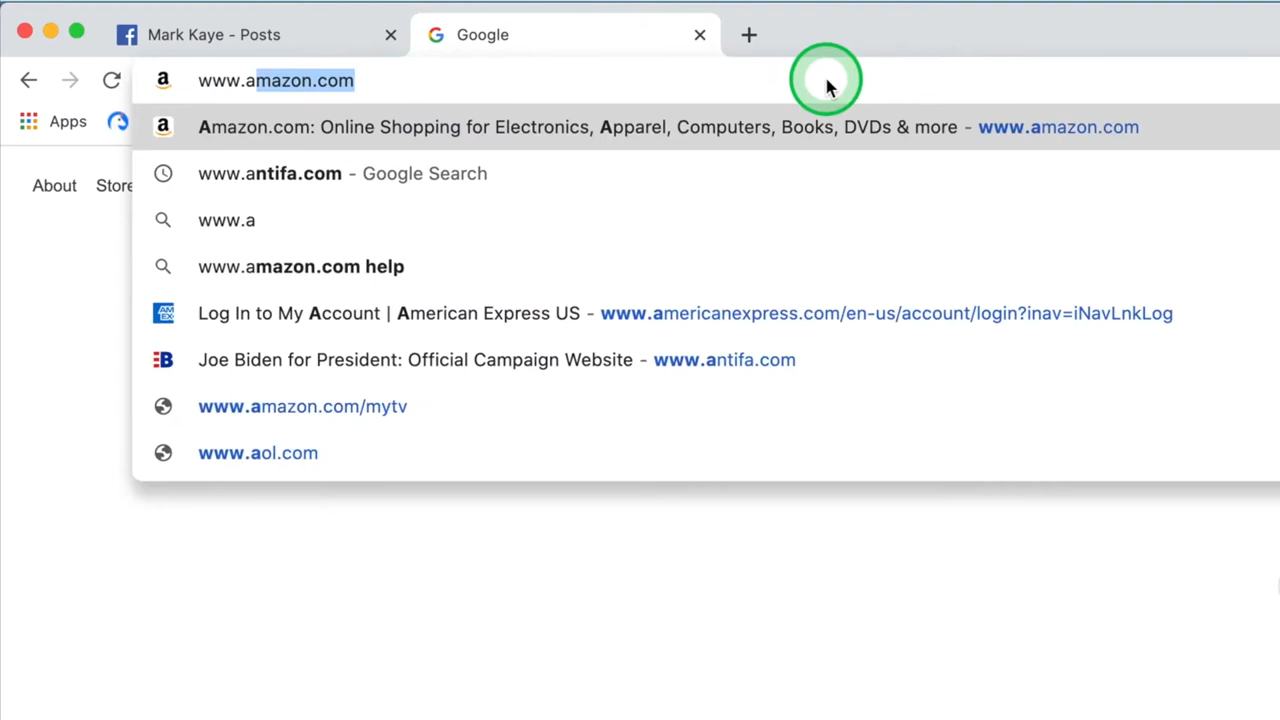 Mark Kaye - Posts
Google
www.amazon.com
Apps
Amazon.com: Online Shopping for Electronics, Apparel, Computers, Books, DVDs & more - www.amazon.com
About Store
www.antifa.com - Google Search
www.a
www.amazon.com help
Log In to My Account | American Express US - www.americanexpress.com/en-us/account/login?inav=iNavLnkLog
Joe Biden for President: Official Campaign Website - www.antifa.com
www.amazon.com/mytv
www.aol.com